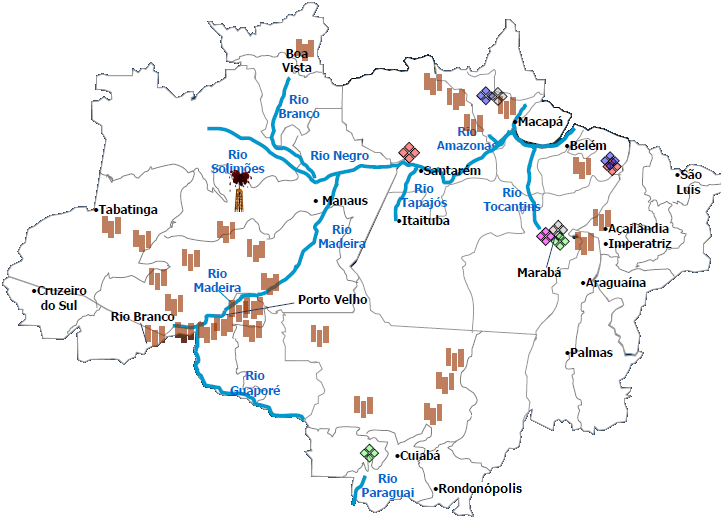 Boa
Vista
Rio
Branco
Macapá
Rio
Amazonas
Belém
Rio Negro
Rio
Solimões
Santarém
São
Luis
Rio
Tapajós
Rio
Tocantins
Manaus
Tabatinga
Itaituba
Rio
Madeira
Açailândia
Imperatriz
Marabá
Rio
Madeira
Araguaína
Cruzeiro
do Sul
Porto Velho
Rio Branco
Palmas
Rio
Guaporé
Cuiabá
Rio
Paraguai
Rondonópolis